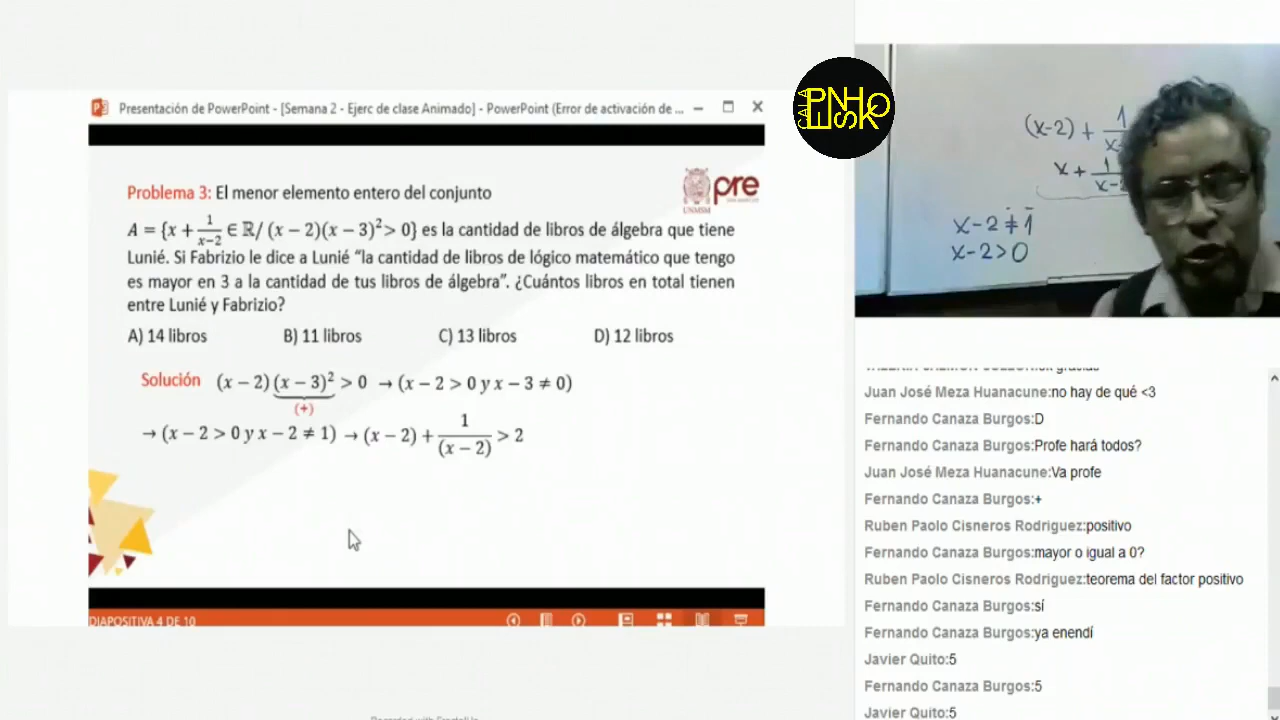 Presentación de PowerPoint - [Semana 2 - Ejerc de clase Animado] - PowerPoint (Error de activación de ...
CALA
PENHO
ESK
Problema 3: El menor elemento entero del conjunto
pre
SAN MARCOS
UNMSM
A = {x + 1/(x−2) ∈ ℝ/ (x − 2)(x − 3)² > 0} es la cantidad de libros de álgebra que tiene
Lunié. Si Fabrizio le dice a Lunié “la cantidad de libros de lógico matemático que tengo
es mayor en 3 a la cantidad de tus libros de álgebra”. ¿Cuántos libros en total tienen
entre Lunié y Fabrizio?
A) 14 libros B) 11 libros C) 13 libros D) 12 libros
Solución (x − 2) (x − 3)² > 0 → (x − 2 > 0 y x − 3 ≠ 0)
(+)
→ (x − 2 > 0 y x − 2 ≠ 1) → (x − 2) + 1/(x − 2) > 2
DIAPOSITIVA 4 DE 10
(x-2) + 1/x-
x + 1/x-2
x-2 ≠ 1
x-2 > 0
Juan José Meza Huanacune:no hay de qué <3
Fernando Canaza Burgos:D
Fernando Canaza Burgos:Profe hará todos?
Juan José Meza Huanacune:Va profe
Fernando Canaza Burgos:+
Ruben Paolo Cisneros Rodriguez:positivo
Fernando Canaza Burgos:mayor o igual a 0?
Ruben Paolo Cisneros Rodriguez:teorema del factor positivo
Fernando Canaza Burgos:sí
Fernando Canaza Burgos:ya enendí
Javier Quito:5
Fernando Canaza Burgos:5
Javier Quito:5